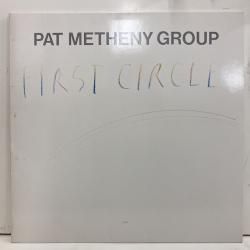 PAT METHENY GROUP
FIRST CIRCLE